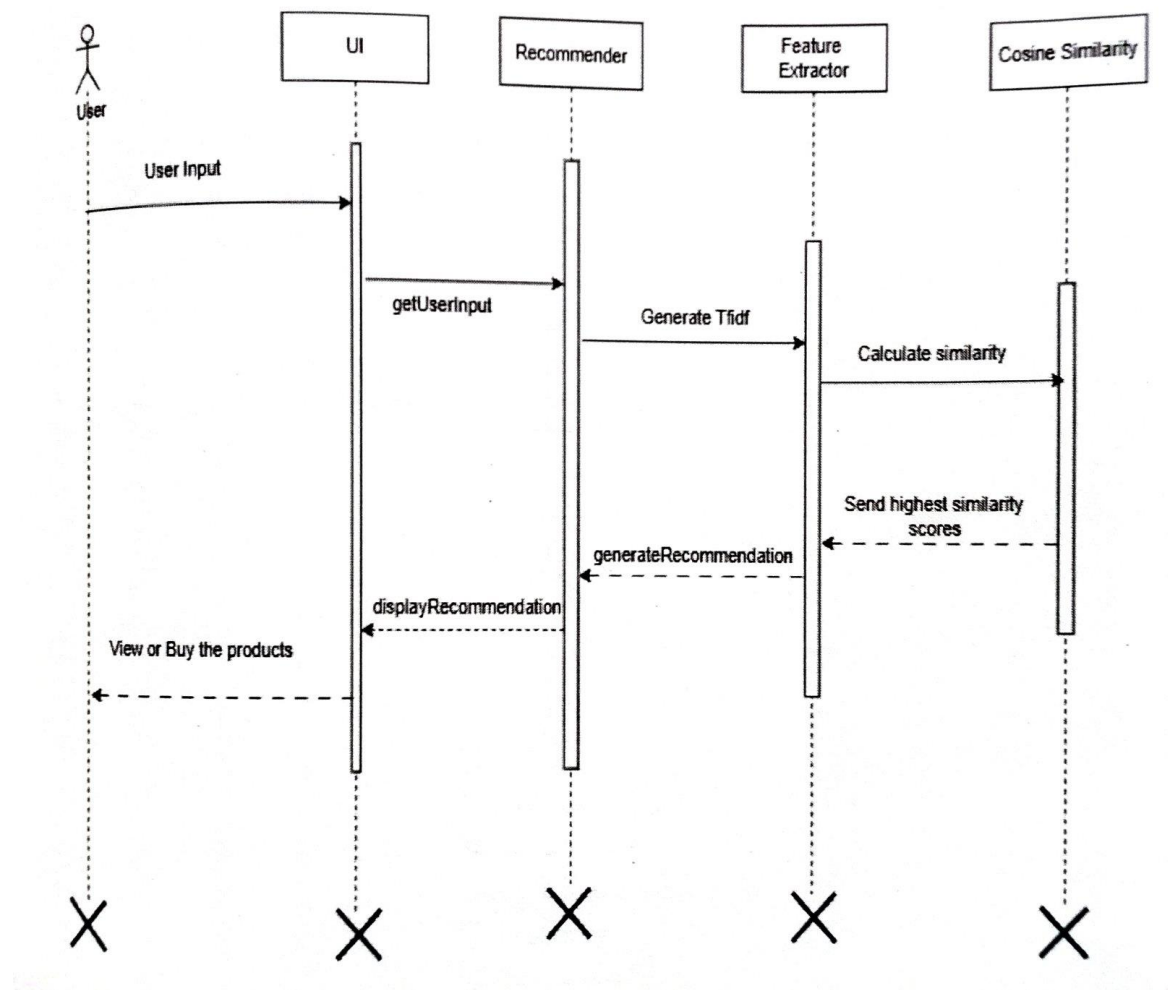 UI
Recommender
Feature
Extractor
Cosine Similarity
User
User Input
getUserInput
Generate Tfidf
Calculate similarity
Send highest similarity
scores
generateRecommendation
displayRecommendation
View or Buy the products